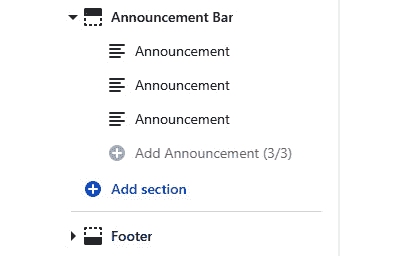 Announcement Bar
Announcement
Announcement
Announcement
Add Announcement (3/3)
Add section
Footer